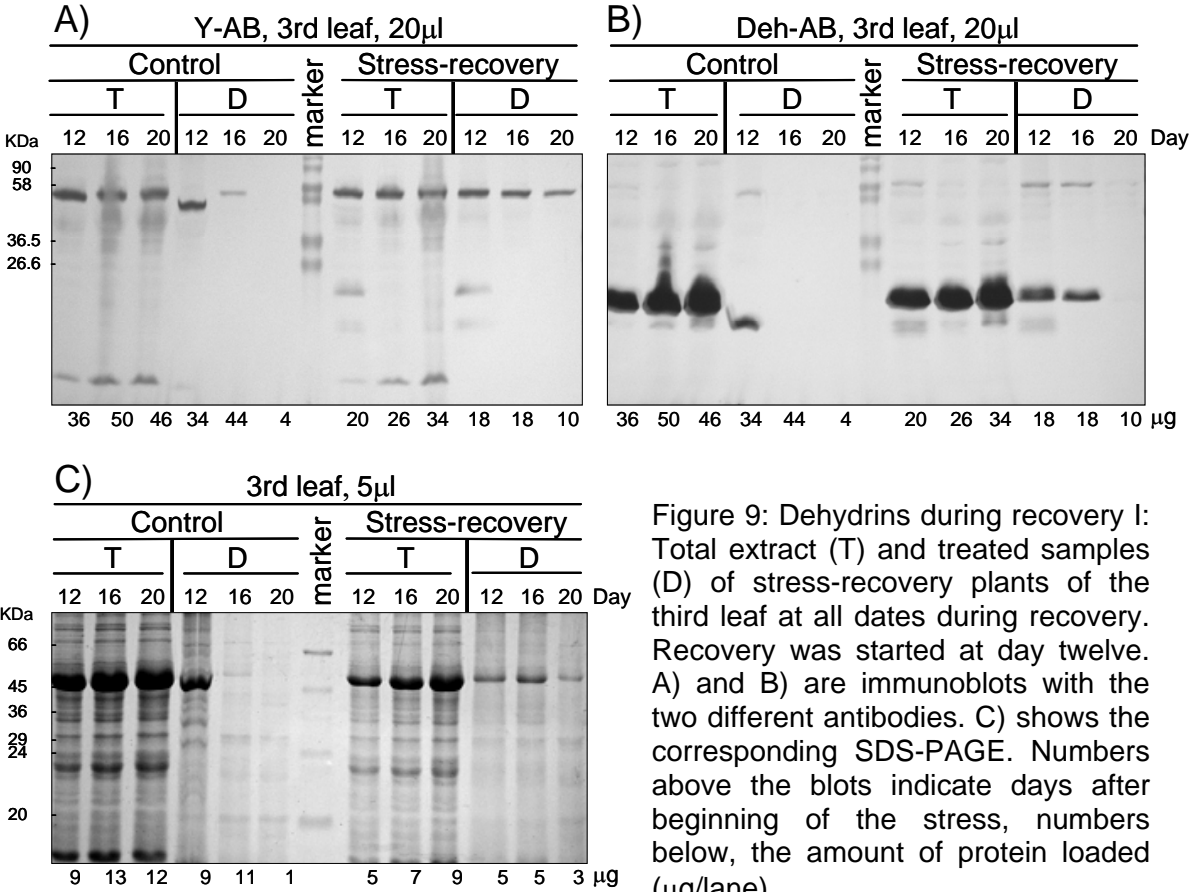 A)
Y-AB, 3rd leaf, 20µl
Control marker Stress-recovery
T D T D
KDa 12 16 20 12 16 20 12 16 20 12 16 20
90
58
36.5
26.6
36 50 46 34 44 4 20 26 34 18 18 10
B)
Deh-AB, 3rd leaf, 20µl
Control marker Stress-recovery
T D T D
12 16 20 12 16 20 12 16 20 12 16 20 Day
36 50 46 34 44 4 20 26 34 18 18 10 µg
C)
3rd leaf, 5µl
Control marker Stress-recovery
T D T D
12 16 20 12 16 20 12 16 20 12 16 20 Day
KDa
66
45
36
29
24
20
9 13 12 9 11 1 5 7 9 5 5 3 µg
Figure 9: Dehydrins during recovery I:
Total extract (T) and treated samples
(D) of stress-recovery plants of the
third leaf at all dates during recovery.
Recovery was started at day twelve.
A) and B) are immunoblots with the
two different antibodies. C) shows the
corresponding SDS-PAGE. Numbers
above the blots indicate days after
beginning of the stress, numbers
below, the amount of protein loaded
(µg/lane)